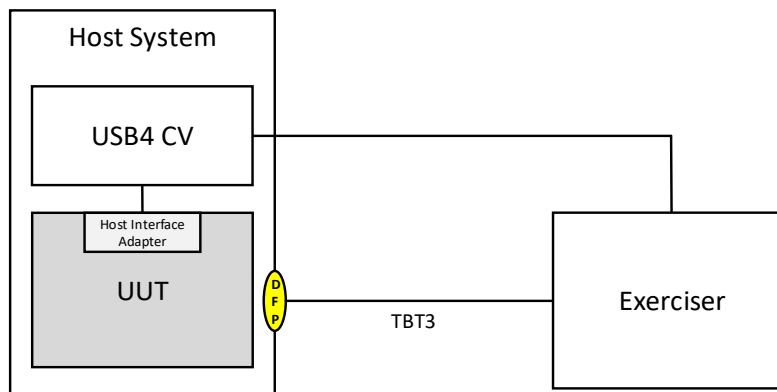 Host System
USB4 CV
Host Interface
Adapter
UUT
D
F
P
TBT3
Exerciser